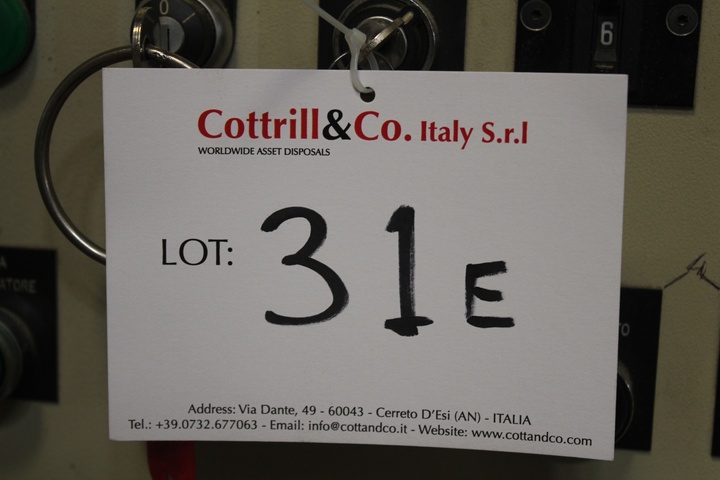 0
6
Cottrill&Co. Italy S.r.l
WORLDWIDE ASSET DISPOSALS
LOT: 31E
Address: Via Dante, 49 - 60043 - Cerreto D'Esi (AN) - ITALIA
Tel.: +39.0732.677063 - Email: info@cottandco.it - Website: www.cottandco.com